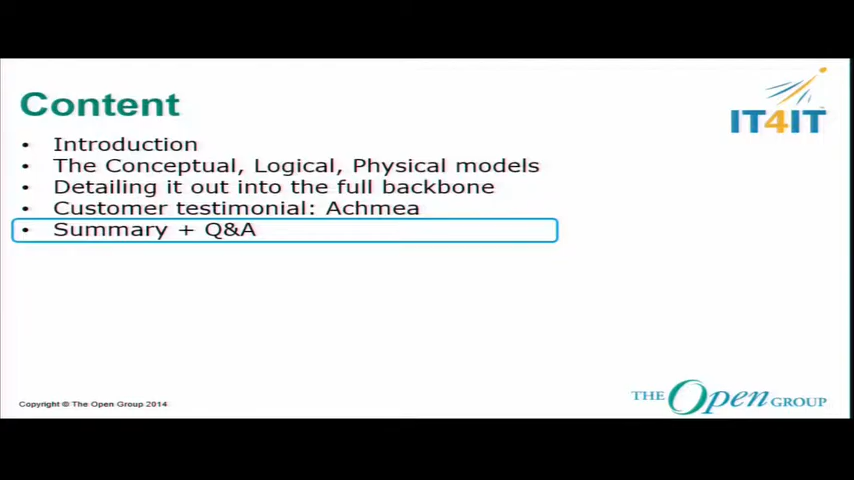 Content
IT4IT
• Introduction
• The Conceptual, Logical, Physical models
• Detailing it out into the full backbone
• Customer testimonial: Achmea
• Summary + Q&A
Copyright © The Open Group 2014
THE Open GROUP